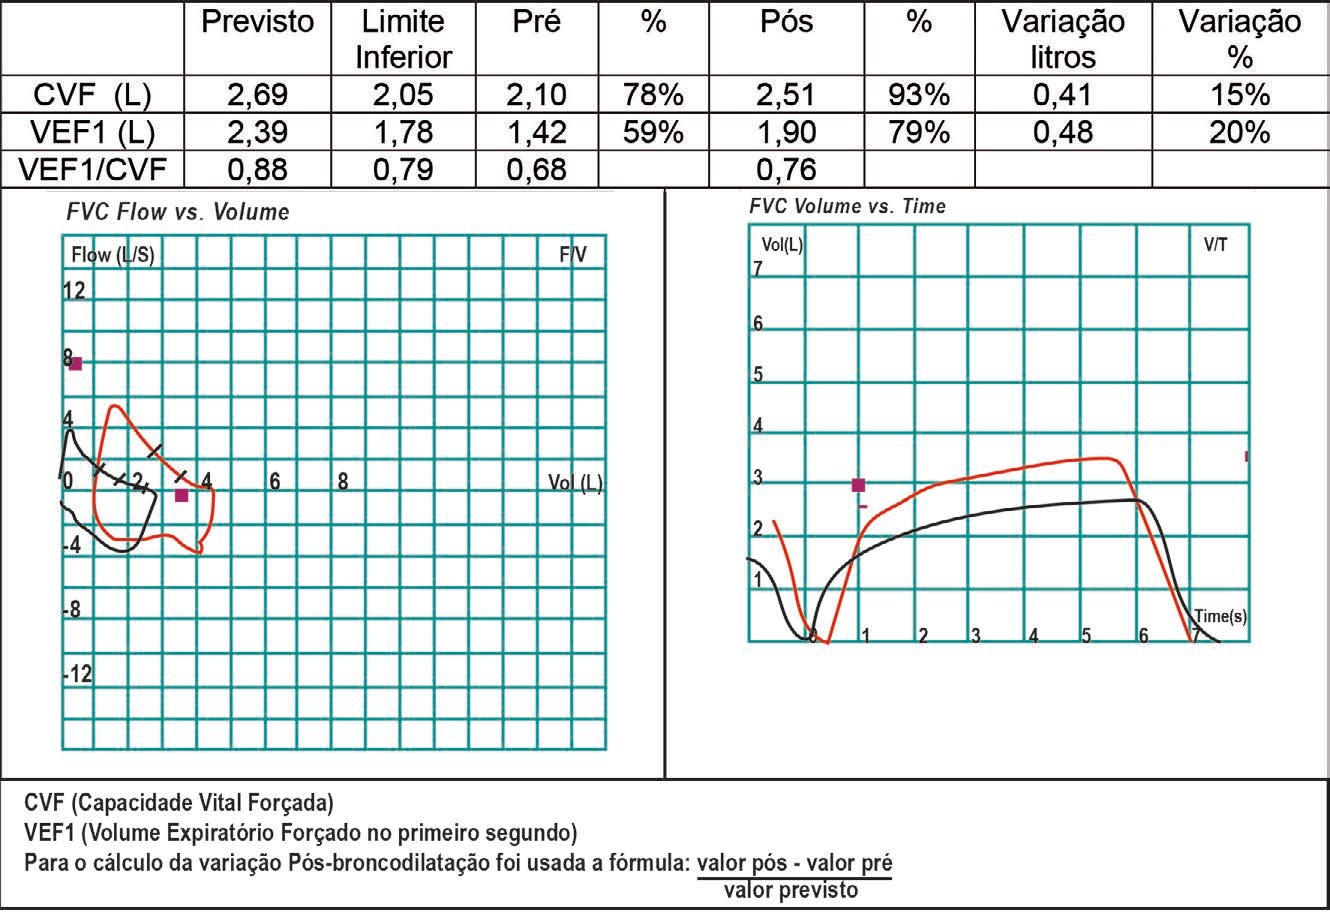 Previsto Limite Inferior Pré % Pós % Variação litros Variação %
CVF (L) 2,69 2,05 2,10 78% 2,51 93% 0,41 15%
VEF1 (L) 2,39 1,78 1,42 59% 1,90 79% 0,48 20%
VEF1/CVF 0,88 0,79 0,68 0,76
FVC Flow vs. Volume
Flow (L/S) F/V
12
8
4
0 2 4 6 8 Vol (L)
-4
-8
-12
FVC Volume vs. Time
Vol(L) V/T
7
6
5
4
3
2
1
Time(s)
0 1 2 3 4 5 6 7
CVF (Capacidade Vital Forçada)
VEF1 (Volume Expiratório Forçado no primeiro segundo)
Para o cálculo da variação Pós-broncodilatação foi usada a fórmula: valor pós - valor pré
valor previsto